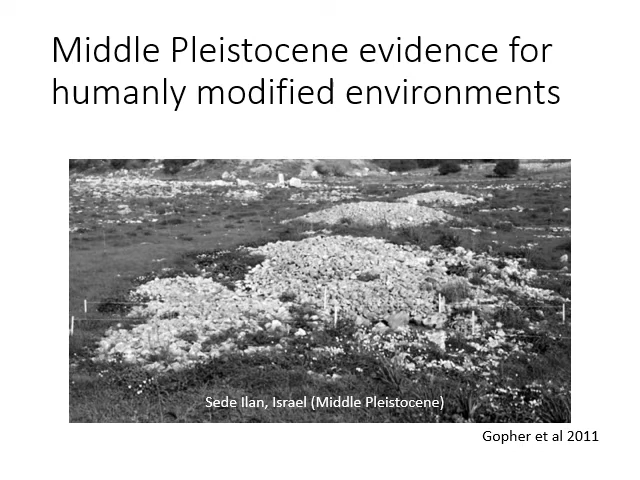 Middle Pleistocene evidence for
humanly modified environments
Sede Ilan, Israel (Middle Pleistocene)
Gopher et al 2011